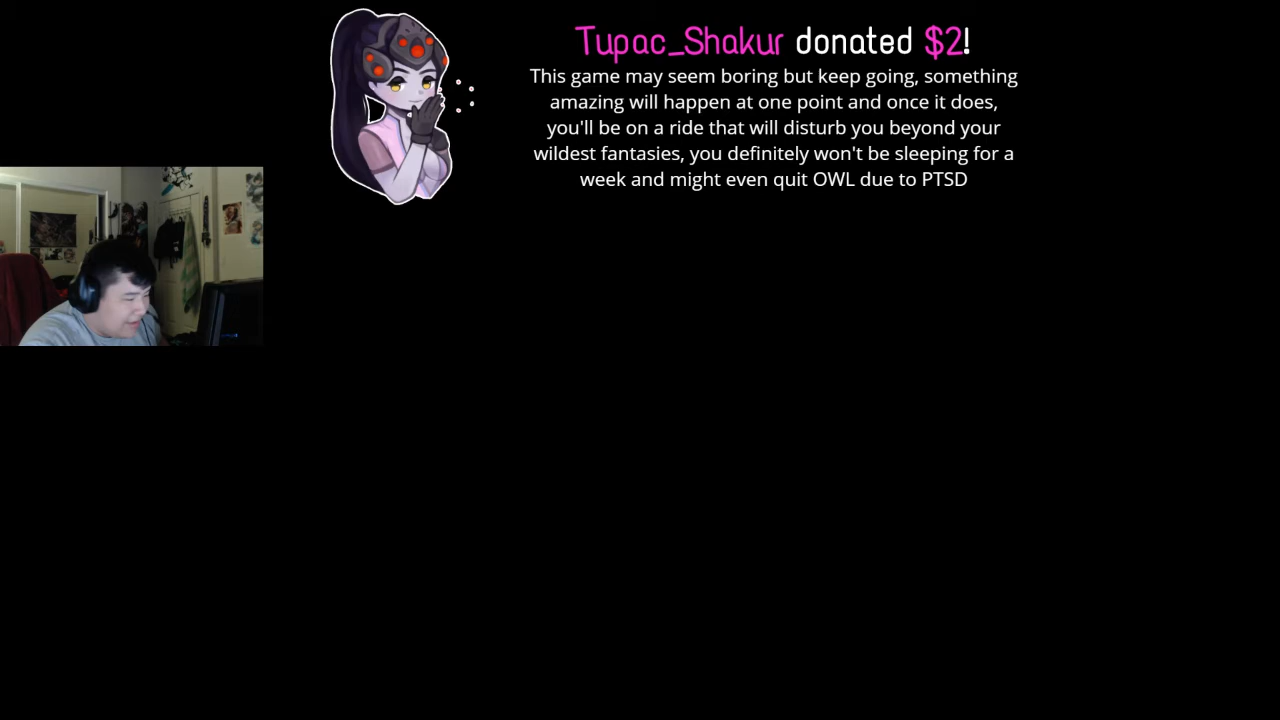 Tupac_Shakur donated $2!
This game may seem boring but keep going, something
amazing will happen at one point and once it does,
you'll be on a ride that will disturb you beyond your
wildest fantasies, you definitely won't be sleeping for a
week and might even quit OWL due to PTSD